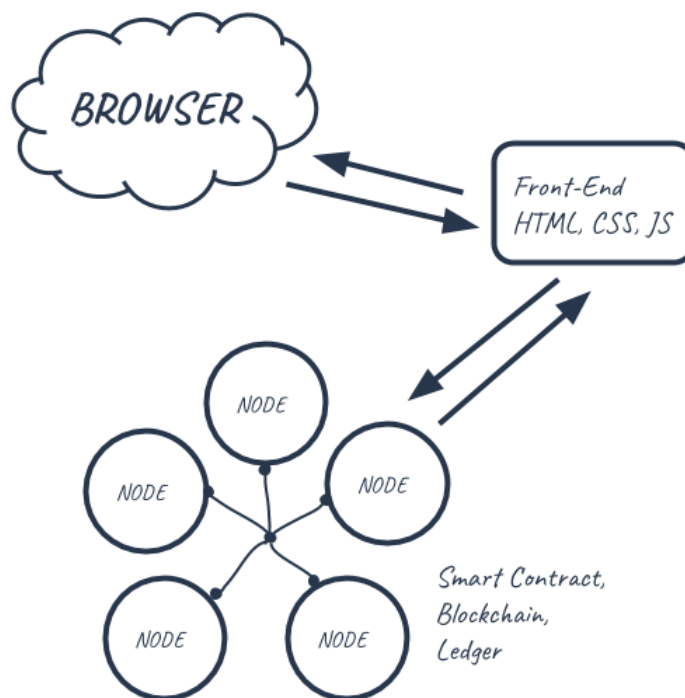 BROWSER
Front-End
HTML, CSS, JS
NODE
NODE
NODE
NODE
NODE
Smart Contract,
Blockchain,
Ledger